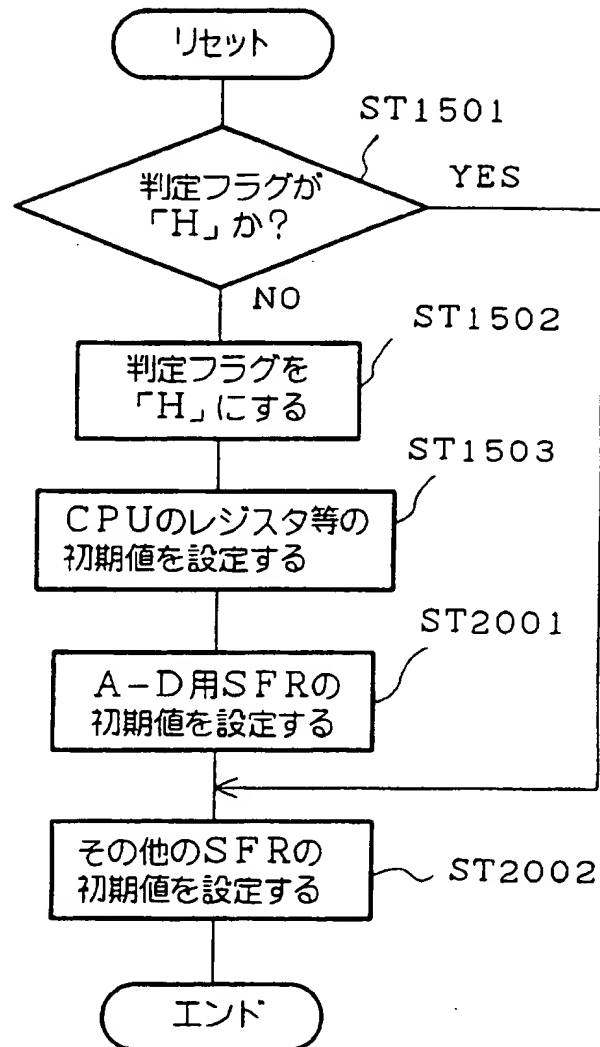 リセット
ST1501
判定フラグが
「H」か？
YES
NO
ST1502
判定フラグを
「H」にする
ST1503
CPUのレジスタ等の
初期値を設定する
ST2001
A-D用SFRの
初期値を設定する
その他のSFRの
初期値を設定する
ST2002
エンド